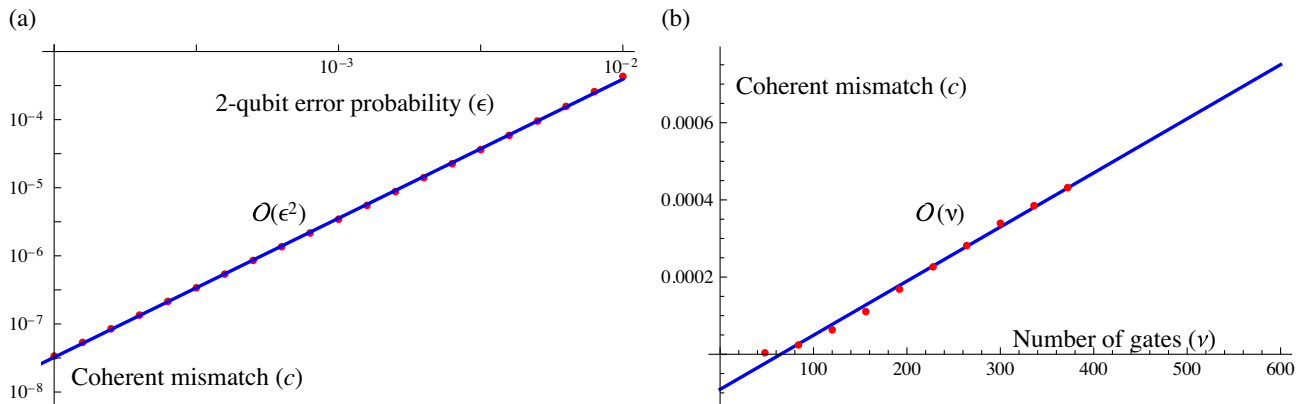 (a)
10⁻³
10⁻²
2-qubit error probability (ϵ)
10⁻⁴
10⁻⁵
𝒪(ϵ²)
10⁻⁶
10⁻⁷
Coherent mismatch (c)
10⁻⁸
(b)
Coherent mismatch (c)
0.0006
0.0004
𝒪(ν)
0.0002
Number of gates (ν)
100 200 300 400 500 600